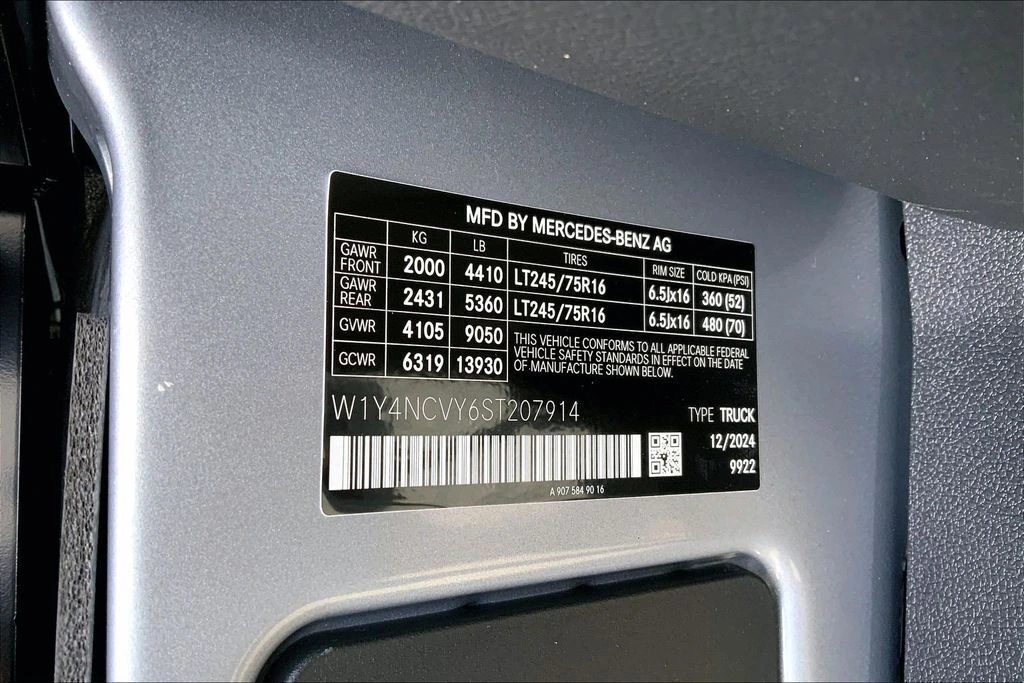 MFD BY MERCEDES-BENZ AG
KG LB TIRES RIM SIZE COLD KPA (PSI)
GAWR FRONT 2000 4410 LT245/75R16 6.5Jx16 360 (52)
GAWR REAR 2431 5360 LT245/75R16 6.5Jx16 480 (70)
GVWR 4105 9050
GCWR 6319 13930
THIS VEHICLE CONFORMS TO ALL APPLICABLE FEDERAL
VEHICLE SAFETY STANDARDS IN EFFECT ON THE DATE
OF MANUFACTURE SHOWN BELOW.
W1Y4NCVY6ST207914
TYPE TRUCK
12/2024
9922
A 907 584 90 16